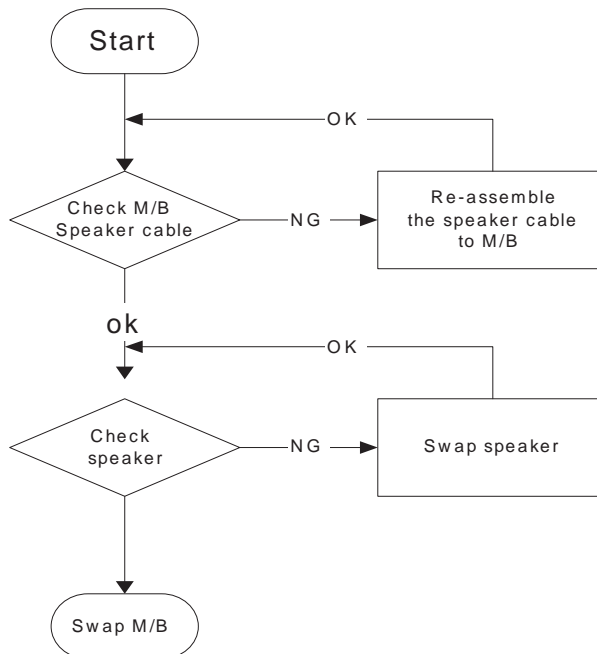 Start
OK
Check M/B
Speaker cable
NG
Re-assemble
the speaker cable
to M/B
ok
OK
Check
speaker
NG
Swap speaker
Swap M/B